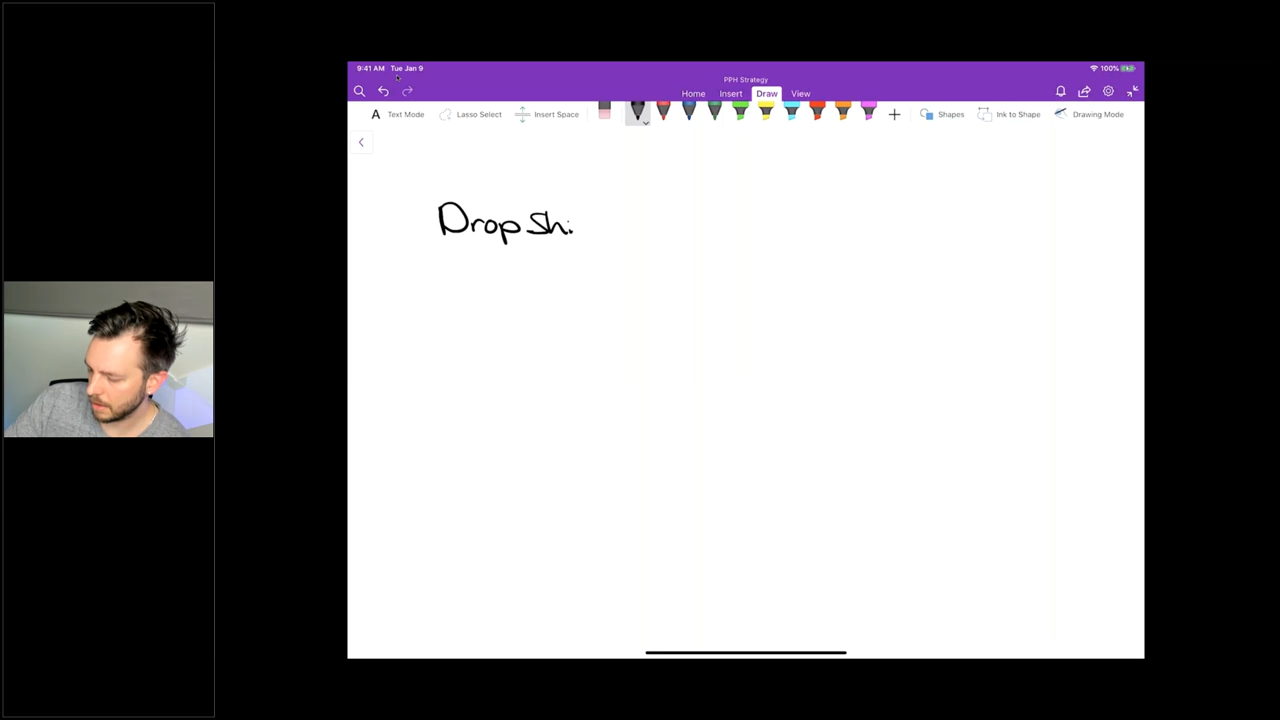 9:41 AM Tue Jan 9
100%
PPH Strategy
Home Insert Draw View
A Text Mode Lasso Select Insert Space Shapes Ink to Shape Drawing Mode
Drop Shi